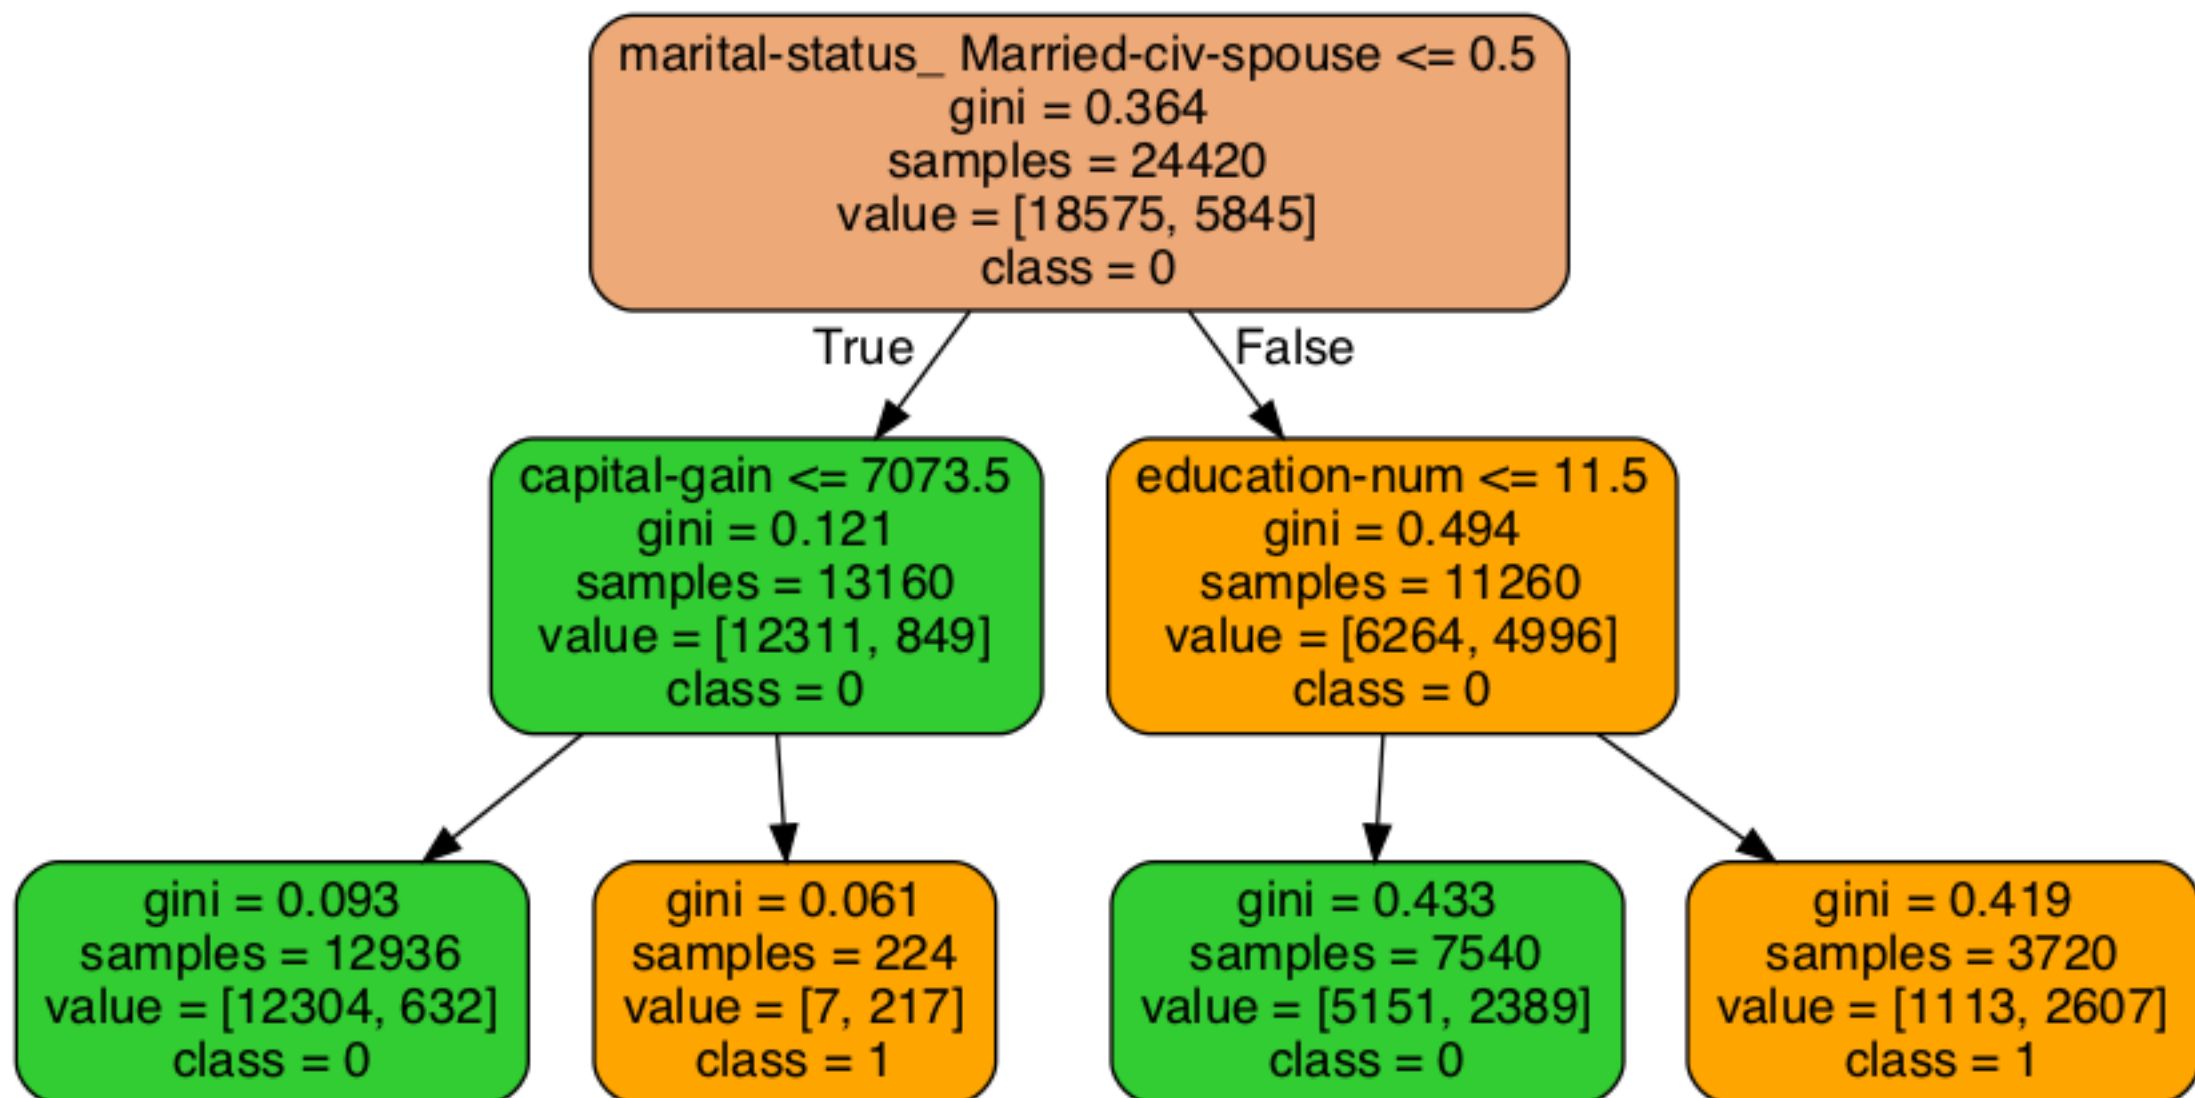 marital-status_ Married-civ-spouse <= 0.5
gini = 0.364
samples = 24420
value = [18575, 5845]
class = 0
True
False
capital-gain <= 7073.5
gini = 0.121
samples = 13160
value = [12311, 849]
class = 0
education-num <= 11.5
gini = 0.494
samples = 11260
value = [6264, 4996]
class = 0
gini = 0.093
samples = 12936
value = [12304, 632]
class = 0
gini = 0.061
samples = 224
value = [7, 217]
class = 1
gini = 0.433
samples = 7540
value = [5151, 2389]
class = 0
gini = 0.419
samples = 3720
value = [1113, 2607]
class = 1